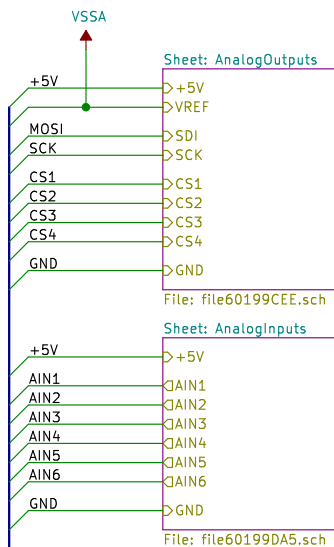 VSSA
Sheet: AnalogOutputs
+5V +5V
VREF
MOSI SDI
SCK SCK
CS1 CS1
CS2 CS2
CS3 CS3
CS4 CS4
GND GND
File: file60199CEE.sch
Sheet: AnalogInputs
+5V +5V
AIN1 AIN1
AIN2 AIN2
AIN3 AIN3
AIN4 AIN4
AIN5 AIN5
AIN6 AIN6
GND GND
File: file60199DA5.sch